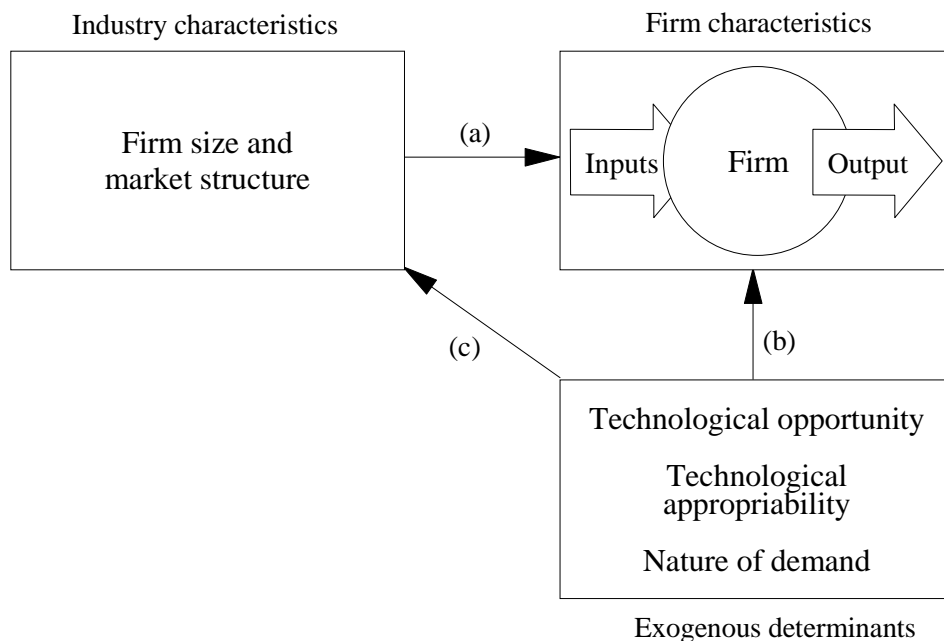 Industry characteristics
Firm size and
market structure
(a)
Firm characteristics
Inputs
Firm
Output
(c)
(b)
Technological opportunity
Technological
appropriability
Nature of demand
Exogenous determinants